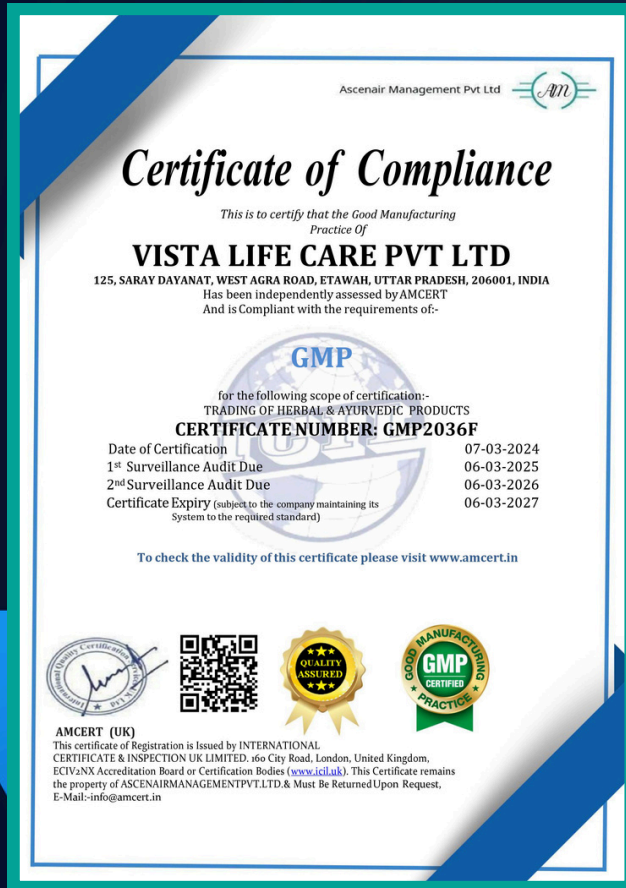 Ascenair Management Pvt Ltd
AM
Certificate of Compliance
This is to certify that the Good Manufacturing
Practice Of
VISTA LIFE CARE PVT LTD
125, SARAY DAYANAT, WEST AGRA ROAD, ETAWAH, UTTAR PRADESH, 206001, INDIA
Has been independently assessed by AMCERT
And is Compliant with the requirements of:-
GMP
for the following scope of certification:-
TRADING OF HERBAL & AYURVEDIC PRODUCTS
ICIL
CERTIFICATE NUMBER: GMP2036F
Date of Certification 07-03-2024
1st Surveillance Audit Due 06-03-2025
2nd Surveillance Audit Due 06-03-2026
Certificate Expiry (subject to the company maintaining its 06-03-2027
System to the required standard)
To check the validity of this certificate please visit www.amcert.in
International Quality Certification
QUALITY
ASSURED
GOOD MANUFACTURING
GMP
CERTIFIED
PRACTICE
AMCERT (UK)
This certificate of Registration is Issued by INTERNATIONAL
CERTIFICATE & INSPECTION UK LIMITED. 160 City Road, London, United Kingdom,
ECIV2NX Accreditation Board or Certification Bodies (www.icil.uk). This Certificate remains
the property of ASCENAIRMANAGEMENTPVT.LTD.& Must Be Returned Upon Request,
E-Mail:-info@amcert.in